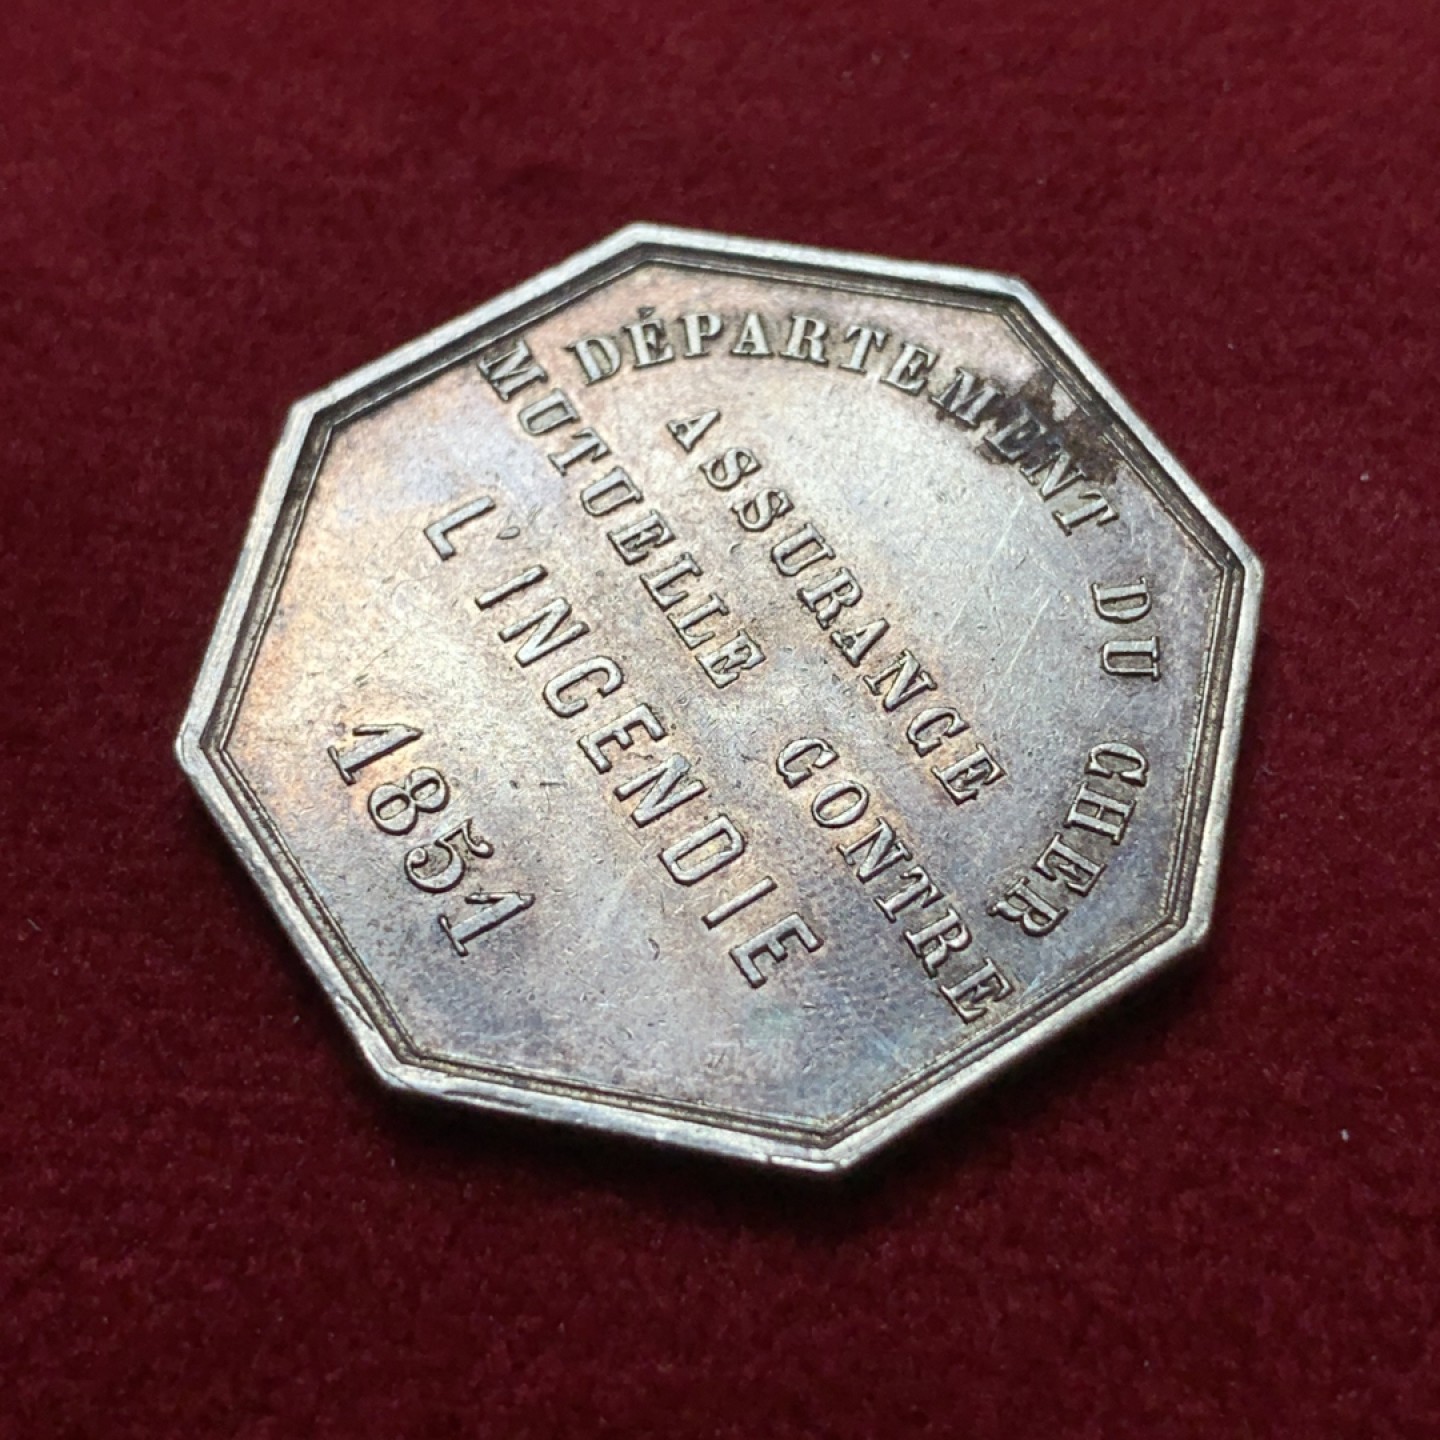 DÉPARTEMENT DU CHER
ASSURANCE
MUTUELLE CONTRE
L'INCENDIE
1851